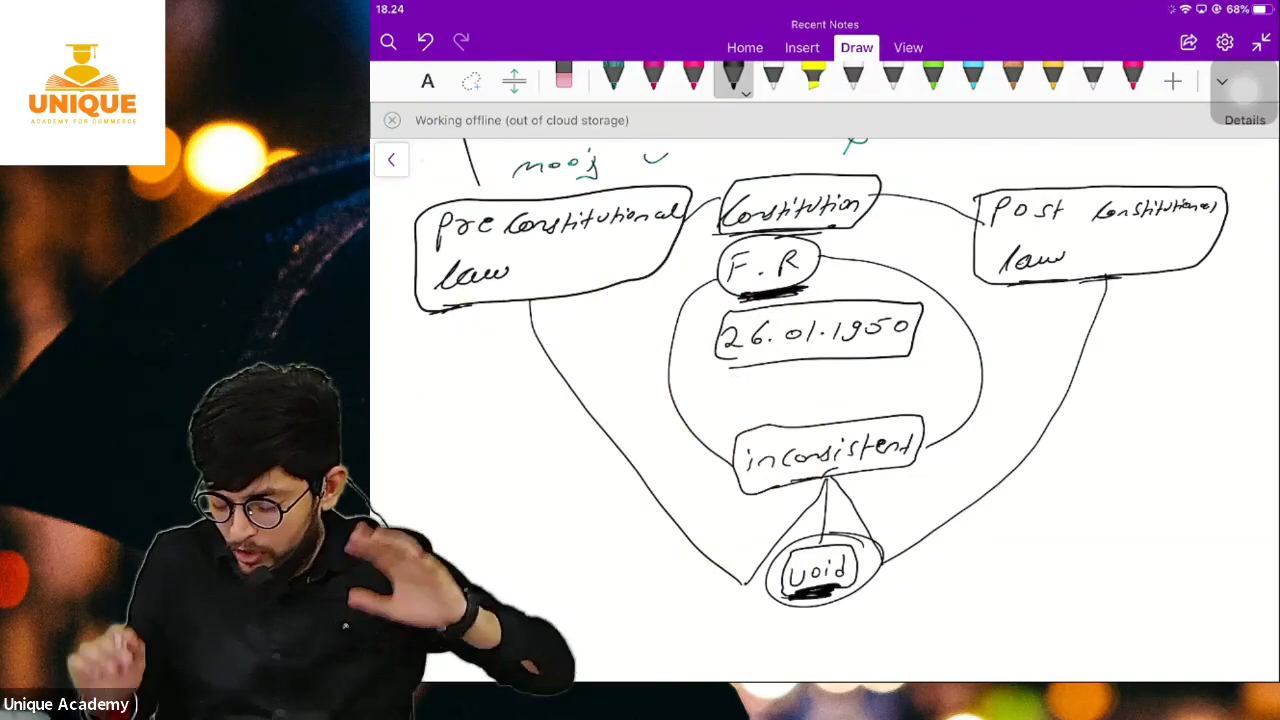 UNIQUE
ACADEMY FOR COMMERCE
18.24
68%
Recent Notes
Home Insert Draw View
A
Working offline (out of cloud storage)
Details
Pre constitutional
law
Constitution
F.R
26.01.1950
Post constitutional
law
inconsistent
void
Unique Academy